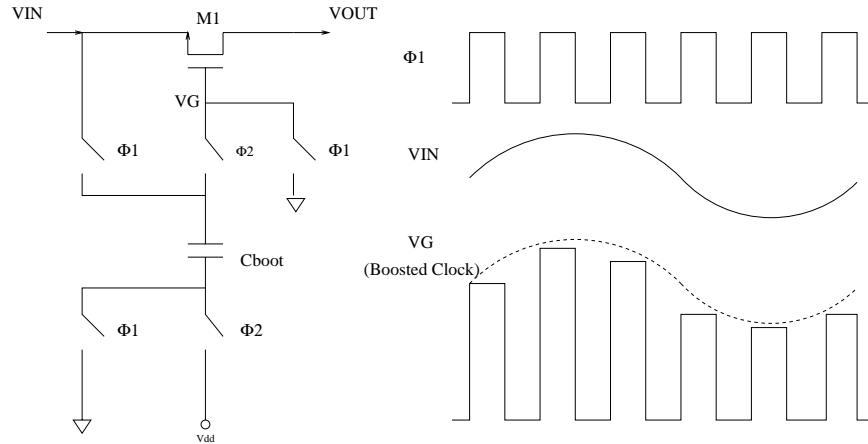 VIN
M1
VOUT
VG
Φ1
Φ2
Φ1
Cboot
Φ1
Φ2
Vdd
Φ1
VIN
VG
(Boosted Clock)